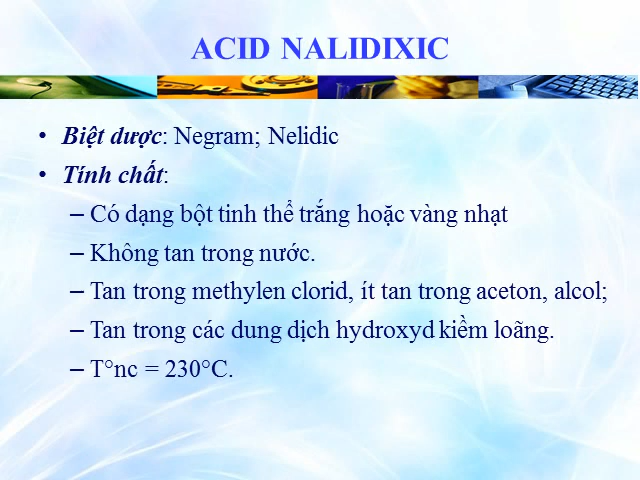 ACID NALIDIXIC
• Biệt dược: Negram; Nelidic
• Tính chất:
– Có dạng bột tinh thể trắng hoặc vàng nhạt
– Không tan trong nước.
– Tan trong methylen clorid, ít tan trong aceton, alcol;
– Tan trong các dung dịch hydroxyd kiềm loãng.
– T°nc = 230°C.